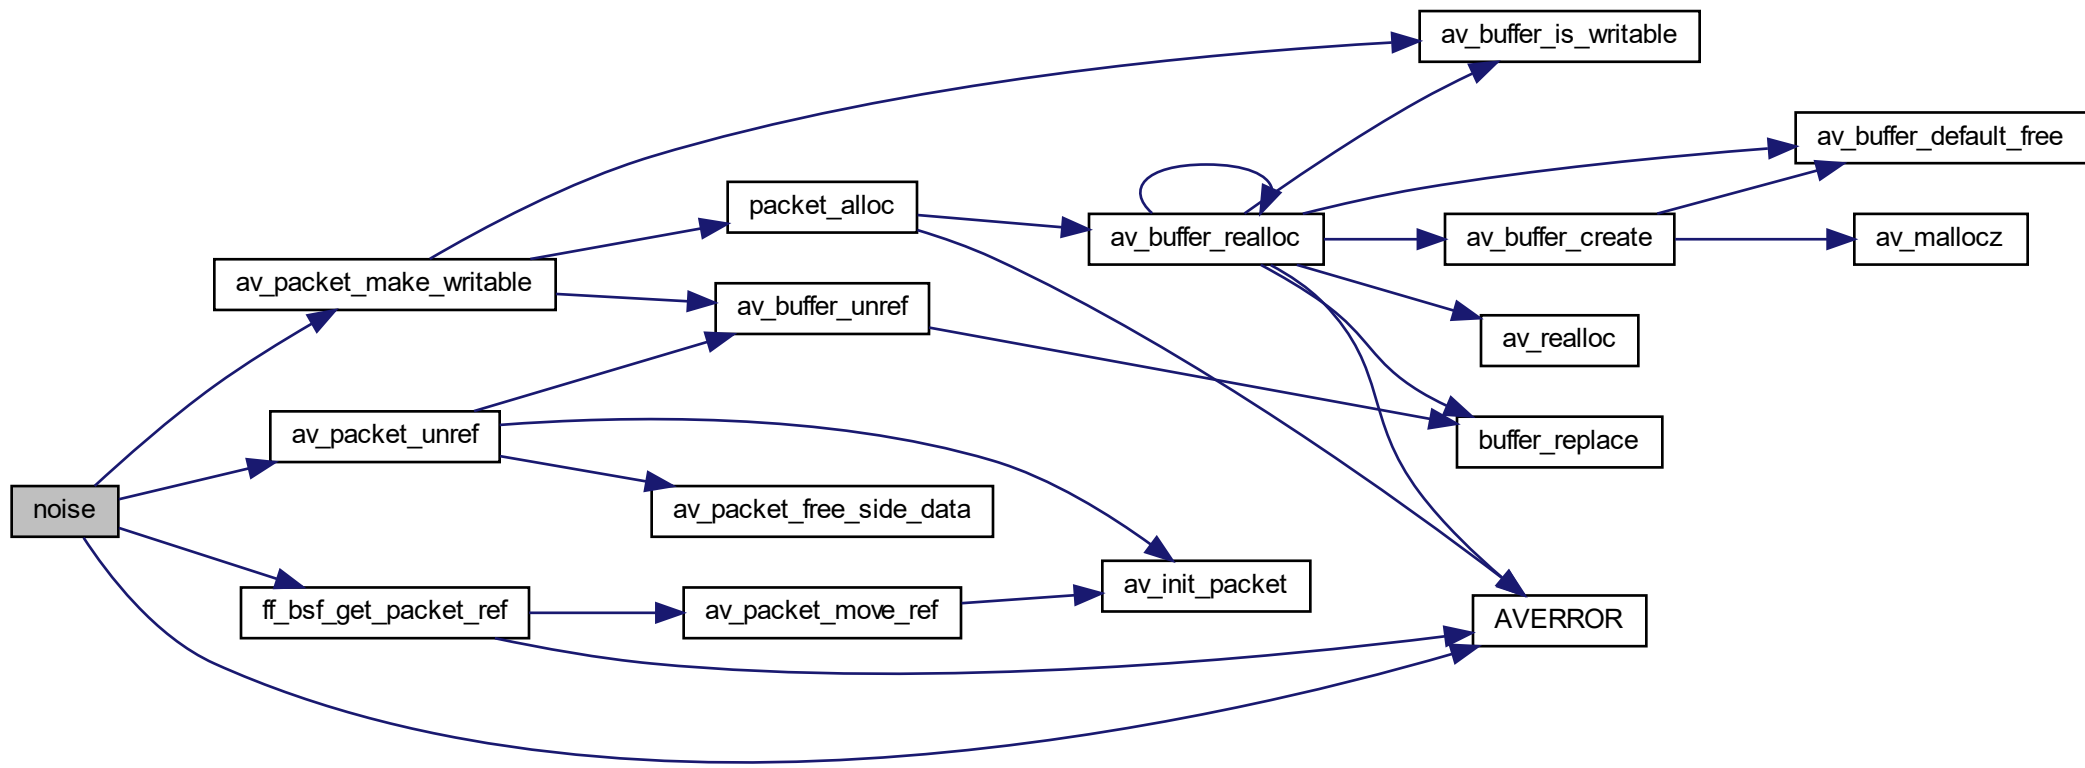 av_buffer_is_writable
av_buffer_default_free
packet_alloc
av_buffer_realloc
av_buffer_create
av_mallocz
av_packet_make_writable
av_buffer_unref
av_realloc
av_packet_unref
buffer_replace
noise
av_packet_free_side_data
av_init_packet
ff_bsf_get_packet_ref
av_packet_move_ref
AVERROR